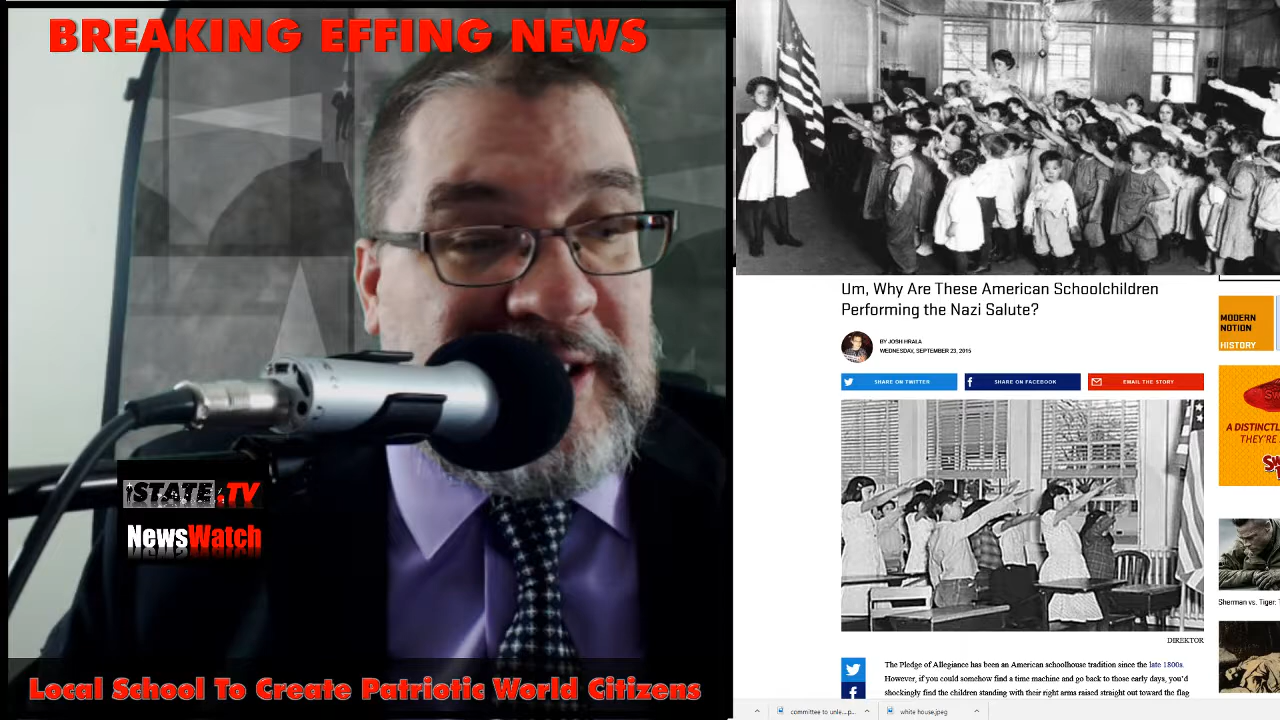 BREAKING EFFING NEWS
iSTATE.TV
NewsWatch
Local School To Create Patriotic World Citizens
Um, Why Are These American Schoolchildren
Performing the Nazi Salute?
BY JOSH HRALA
WEDNESDAY, SEPTEMBER 23, 2015
SHARE ON TWITTER
SHARE ON FACEBOOK
EMAIL THE STORY
DIREKTOR
The Pledge of Allegiance has been an American schoolhouse tradition since the late 1800s.
However, if you could somehow find a time machine and go back to those early days, you'd
shockingly find the children standing with their right arms raised straight out toward the flag
MODERN
NOTION
HISTORY
A DISTINCTL
THEY'RE
Sherman vs. Tiger:
committee to unle....p...
white house.jpeg